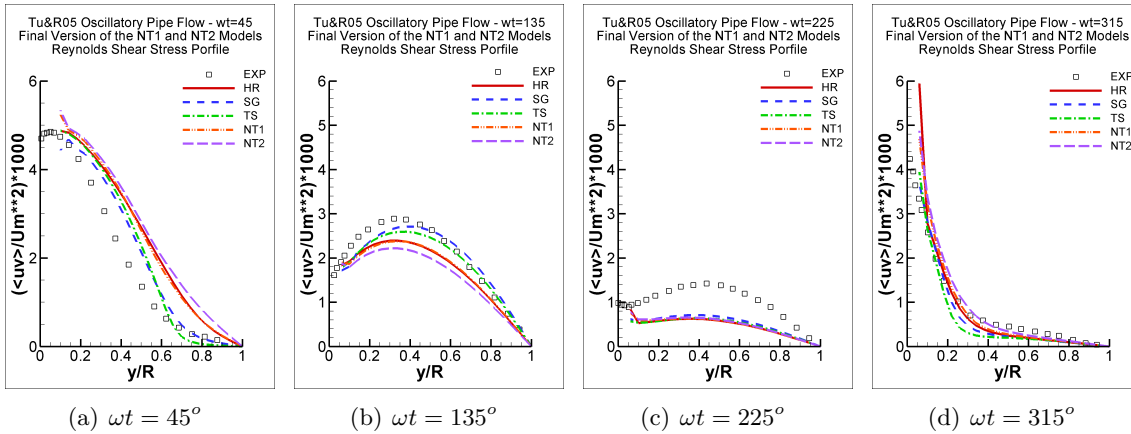 Tu&R05 Oscillatory Pipe Flow - wt=45
Final Version of the NT1 and NT2 Models
Reynolds Shear Stress Porfile
EXP
HR
SG
TS
NT1
NT2
(<uv>/Um**2)*1000
6
4
2
0
0 0.2 0.4 0.6 0.8 1
y/R
(a) ωt = 45°
Tu&R05 Oscillatory Pipe Flow - wt=135
Final Version of the NT1 and NT2 Models
Reynolds Shear Stress Porfile
EXP
HR
SG
TS
NT1
NT2
(<uv>/Um**2)*1000
6
5
4
3
2
1
0
0 0.2 0.4 0.6 0.8 1
y/R
(b) ωt = 135°
Tu&R05 Oscillatory Pipe Flow - wt=225
Final Version of the NT1 and NT2 Models
Reynolds Shear Stress Porfile
EXP
HR
SG
TS
NT1
NT2
(<uv>/Um**2)*1000
6
5
4
3
2
1
0
0 0.2 0.4 0.6 0.8 1
y/R
(c) ωt = 225°
Tu&R05 Oscillatory Pipe Flow - wt=315
Final Version of the NT1 and NT2 Models
Reynolds Shear Stress Porfile
EXP
HR
SG
TS
NT1
NT2
(<uv>/Um**2)*1000
6
4
2
0
0 0.2 0.4 0.6 0.8 1
y/R
(d) ωt = 315°